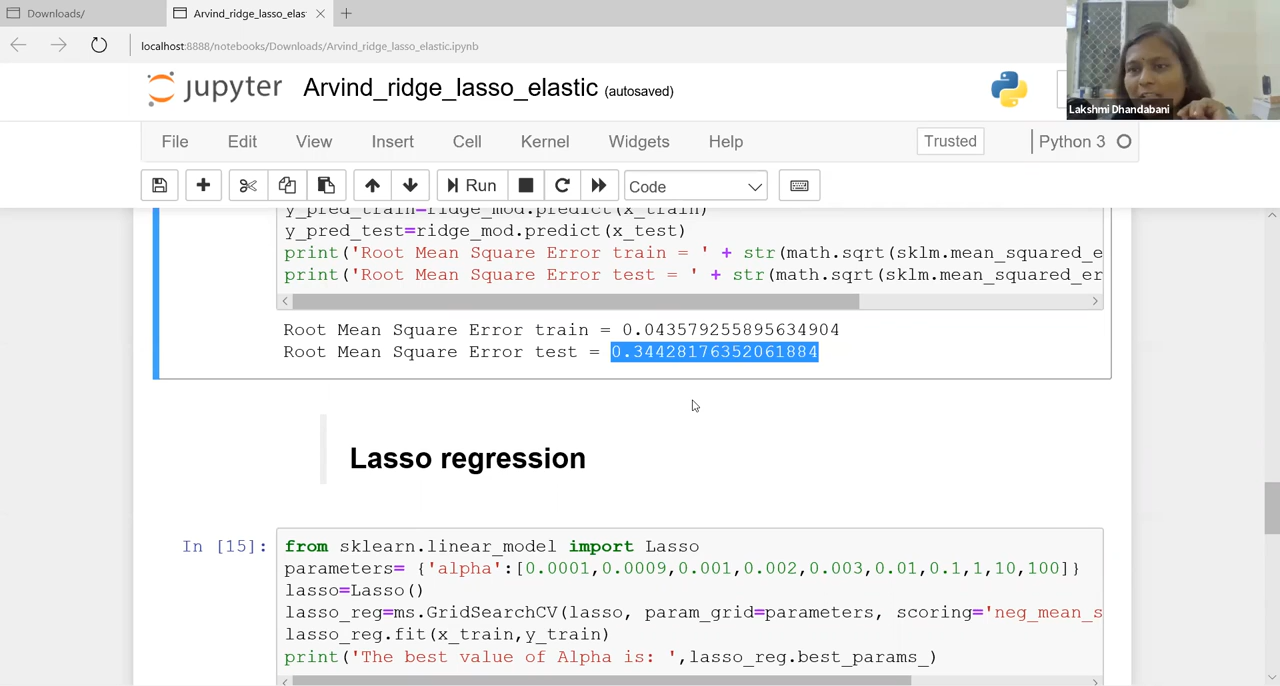 Downloads/
Arvind_ridge_lasso_elas
localhost:8888/notebooks/Downloads/Arvind_ridge_lasso_elastic.ipynb
jupyter Arvind_ridge_lasso_elastic (autosaved)
Lakshmi Dhandabani
File Edit View Insert Cell Kernel Widgets Help Trusted Python 3
Run Code
y_pred_train=ridge_mod.predict(x_train)
y_pred_test=ridge_mod.predict(x_test)
print('Root Mean Square Error train = ' + str(math.sqrt(sklm.mean_squared_e
print('Root Mean Square Error test = ' + str(math.sqrt(sklm.mean_squared_er
Root Mean Square Error train = 0.043579255895634904
Root Mean Square Error test = 0.34428176352061884
Lasso regression
In [15]: from sklearn.linear_model import Lasso
parameters= {'alpha':[0.0001,0.0009,0.001,0.002,0.003,0.01,0.1,1,10,100]}
lasso=Lasso()
lasso_reg=ms.GridSearchCV(lasso, param_grid=parameters, scoring='neg_mean_s
lasso_reg.fit(x_train,y_train)
print('The best value of Alpha is: ',lasso_reg.best_params_)